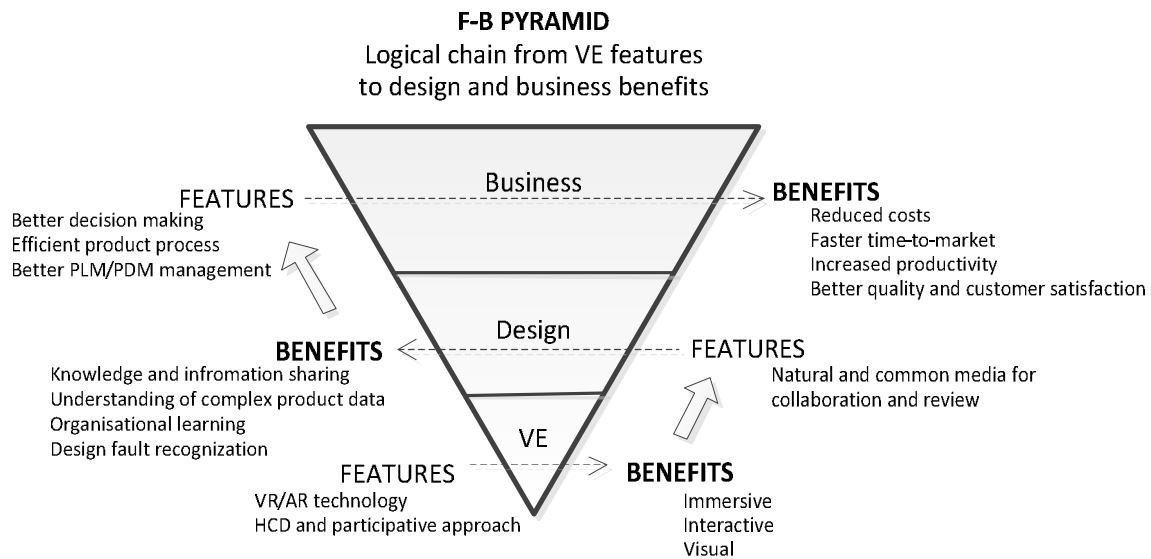 F-B PYRAMID
Logical chain from VE features
to design and business benefits
Business
FEATURES
Better decision making
Efficient product process
Better PLM/PDM management
BENEFITS
Reduced costs
Faster time-to-market
Increased productivity
Better quality and customer satisfaction
Design
BENEFITS
Knowledge and infromation sharing
Understanding of complex product data
Organisational learning
Design fault recognization
FEATURES
Natural and common media for
collaboration and review
VE
FEATURES
VR/AR technology
HCD and participative approach
BENEFITS
Immersive
Interactive
Visual